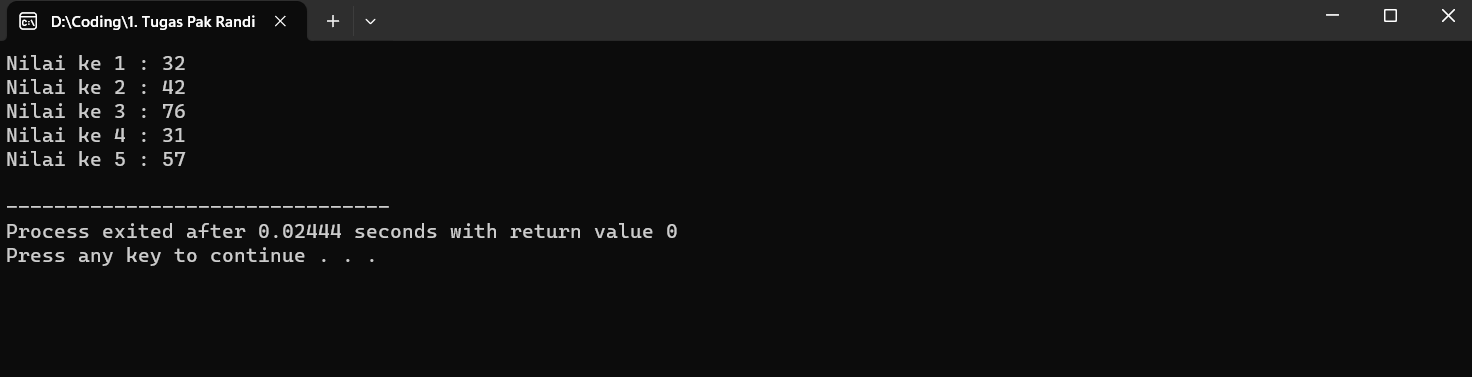 D:\Coding\1. Tugas Pak Randi
Nilai ke 1 : 32
Nilai ke 2 : 42
Nilai ke 3 : 76
Nilai ke 4 : 31
Nilai ke 5 : 57
--------------------------------
Process exited after 0.02444 seconds with return value 0
Press any key to continue . . .